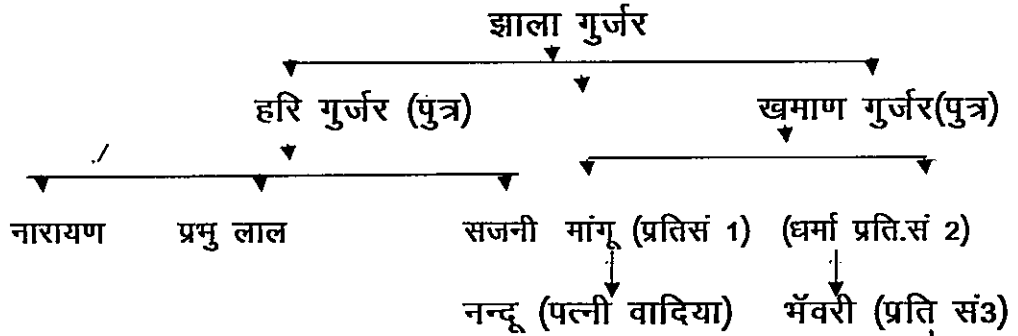 झाला गुर्जर
हरि गुर्जर (पुत्र) खमाण गुर्जर(पुत्र)
नारायण प्रभु लाल सजनी मांगू (प्रतिसं 1) (धर्मा प्रति.सं 2)
नन्दू (पत्नी वादिया) भॅवरी (प्रति सं3)